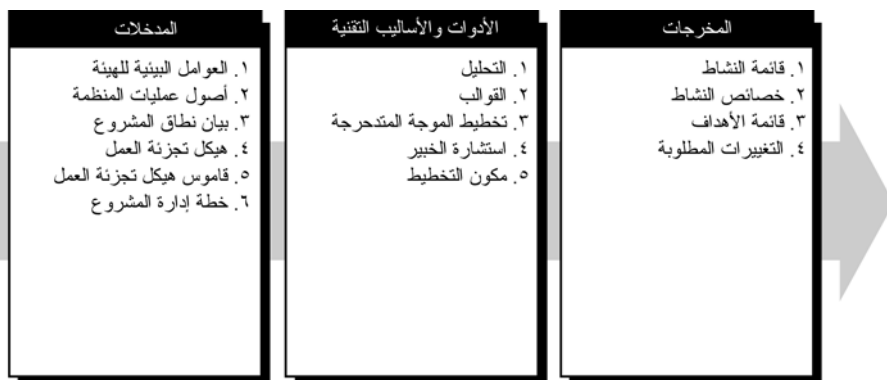 المدخلات
١. العوامل البيئية للهيئة
٢. أصول عمليات المنظمة
٣. بيان نطاق المشروع
٤. هيكل تجزئة العمل
٥. قاموس هيكل تجزئة العمل
٦. خطة إدارة المشروع
الأدوات والأساليب التقنية
١. التحليل
٢. القوالب
٣. تخطيط الموجة المتدحرجة
٤. استشارة الخبير
٥. مكون التخطيط
المخرجات
١. قائمة النشاط
٢. خصائص النشاط
٣. قائمة الأهداف
٤. التغييرات المطلوبة